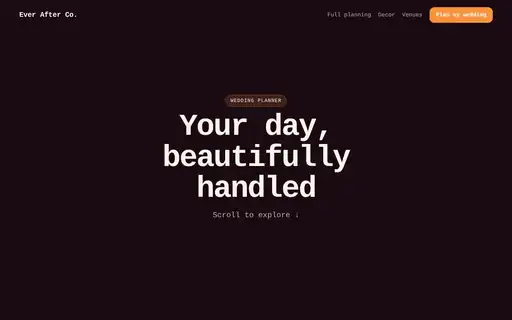 Ever After Co.
Full planning Decor Venues Plan my wedding
WEDDING PLANNER
Your day,
beautifully
handled
Scroll to explore ↓